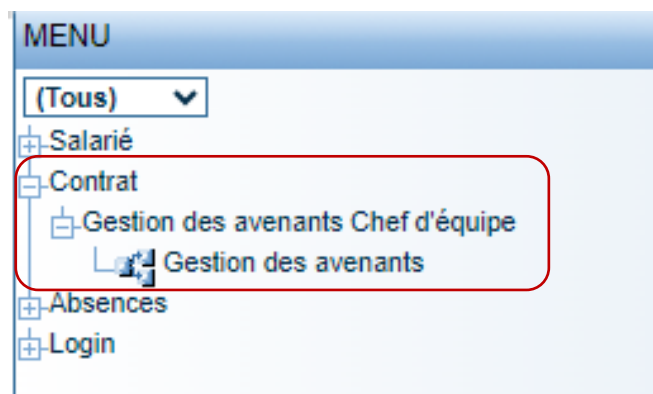 MENU
(Tous)
Salarié
Contrat
Gestion des avenants Chef d'équipe
Gestion des avenants
Absences
Login